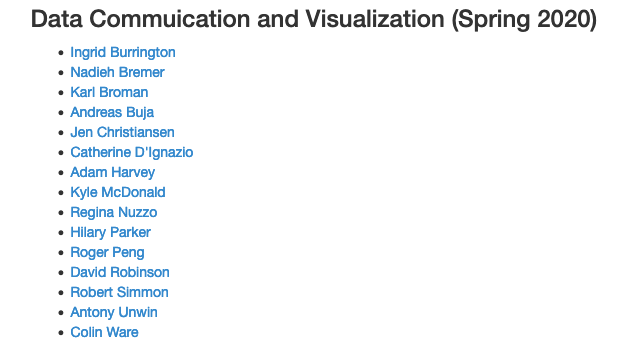 Data Commuication and Visualization (Spring 2020)
Ingrid Burrington
Nadieh Bremer
Karl Broman
Andreas Buja
Jen Christiansen
Catherine D'Ignazio
Adam Harvey
Kyle McDonald
Regina Nuzzo
Hilary Parker
Roger Peng
David Robinson
Robert Simmon
Antony Unwin
Colin Ware